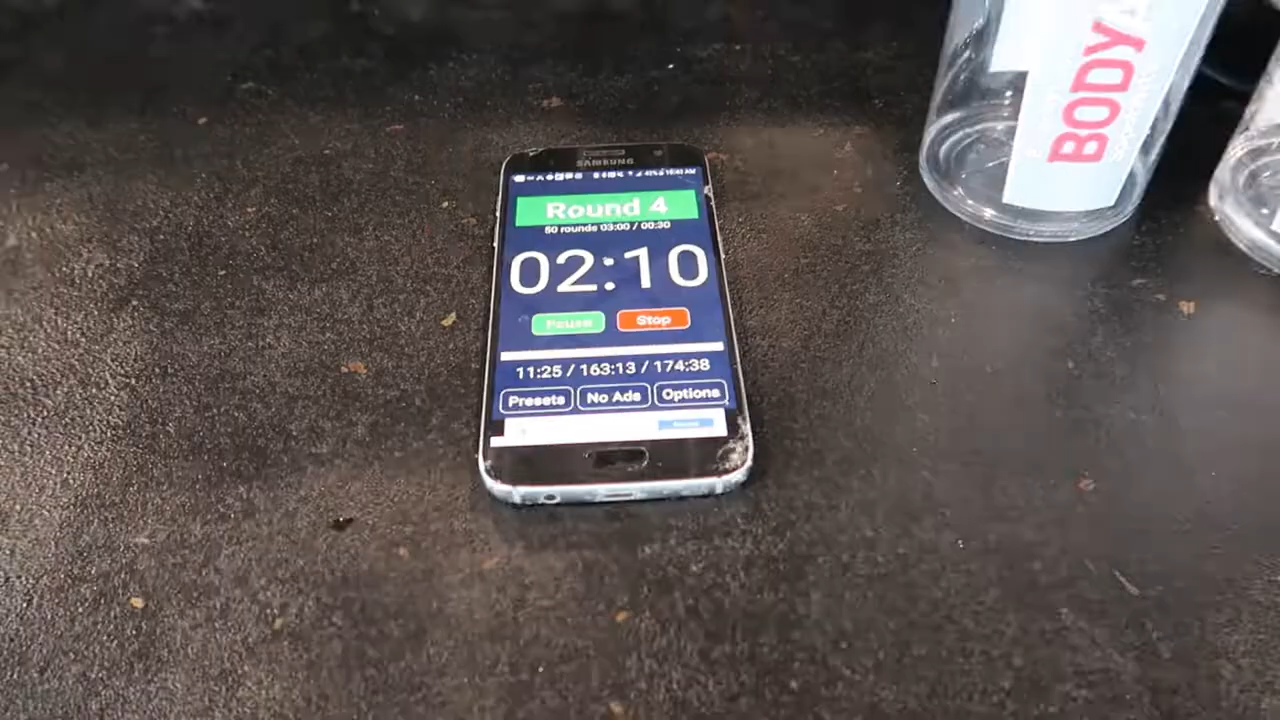 SAMSUNG
Round 4
50 rounds 03:00 / 00:30
02:10
Pause
Stop
11:25 / 163:13 / 174:38
Presets
No Ads
Options
BODY